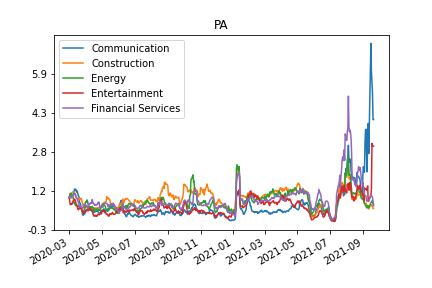 PA
Communication
Construction
Energy
Entertainment
Financial Services
5.9
4.3
2.8
1.2
-0.3
2020-03
2020-05
2020-07
2020-09
2020-11
2021-01
2021-03
2021-05
2021-07
2021-09